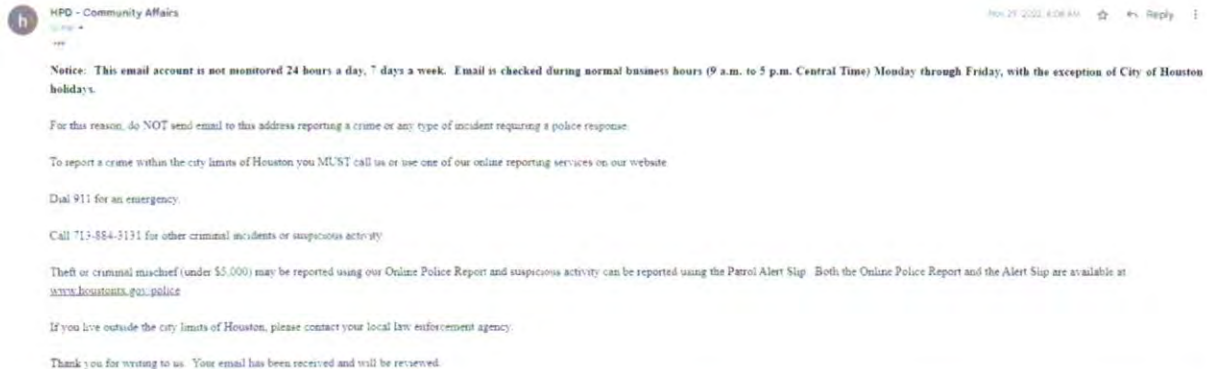 h
HPD - Community Affairs
to me
Nov 29, 2022, 4:08 AM
Reply
Notice: This email account is not monitored 24 hours a day, 7 days a week. Email is checked during normal business hours (9 a.m. to 5 p.m. Central Time) Monday through Friday, with the exception of City of Houston
holidays.
For this reason, do NOT send email to this address reporting a crime or any type of incident requiring a police response.
To report a crime within the city limits of Houston you MUST call us or use one of our online reporting services on our website.
Dial 911 for an emergency.
Call 713-884-3131 for other criminal incidents or suspicious activity
Theft or criminal mischief (under $5,000) may be reported using our Online Police Report and suspicious activity can be reported using the Patrol Alert Slip. Both the Online Police Report and the Alert Slip are available at
www.houstontx.gov/police
If you live outside the city limits of Houston, please contact your local law enforcement agency.
Thank you for writing to us. Your email has been received and will be reviewed.